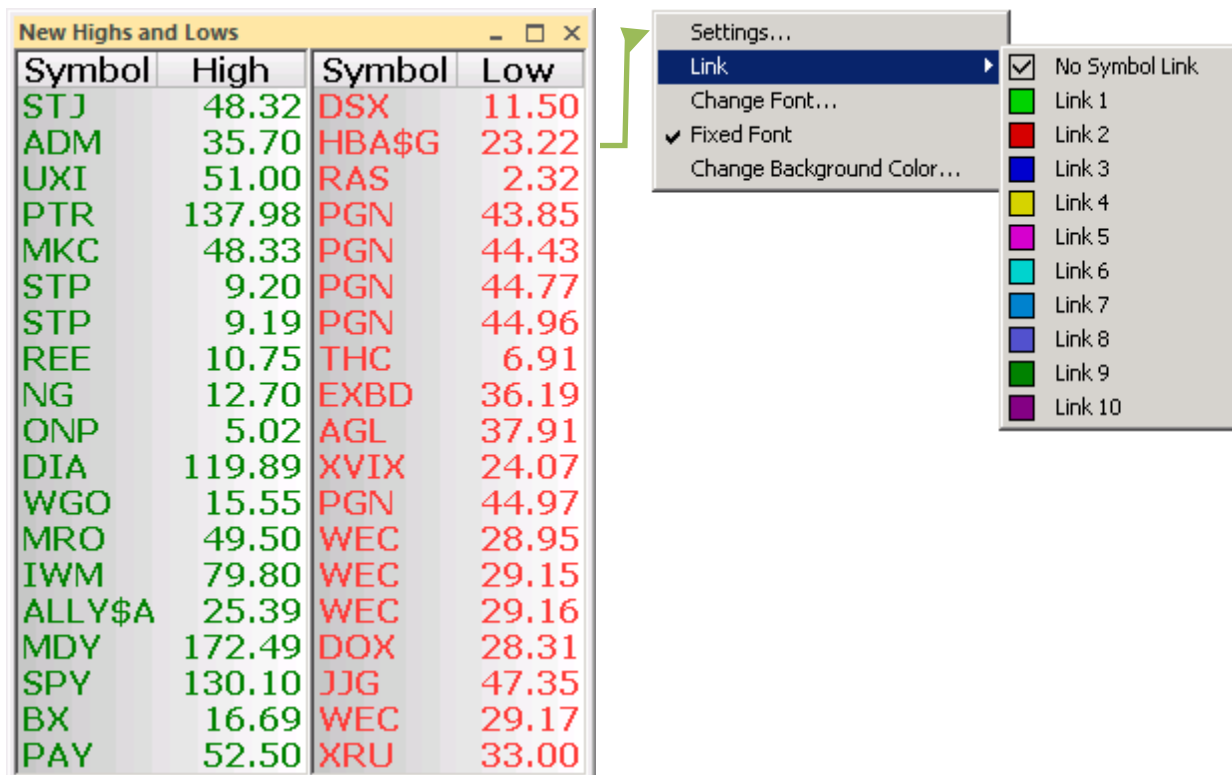 New Highs and Lows
Symbol High Symbol Low
STJ 48.32 DSX 11.50
ADM 35.70 HBA$G 23.22
UXI 51.00 RAS 2.32
PTR 137.98 PGN 43.85
MKC 48.33 PGN 44.43
STP 9.20 PGN 44.77
STP 9.19 PGN 44.96
REE 10.75 THC 6.91
NG 12.70 EXBD 36.19
ONP 5.02 AGL 37.91
DIA 119.89 XVIX 24.07
WGO 15.55 PGN 44.97
MRO 49.50 WEC 28.95
IWM 79.80 WEC 29.15
ALLY$A 25.39 WEC 29.16
MDY 172.49 DOX 28.31
SPY 130.10 JJG 47.35
BX 16.69 WEC 29.17
PAY 52.50 XRU 33.00
Settings...
Link
Change Font...
Fixed Font
Change Background Color...
No Symbol Link
Link 1
Link 2
Link 3
Link 4
Link 5
Link 6
Link 7
Link 8
Link 9
Link 10